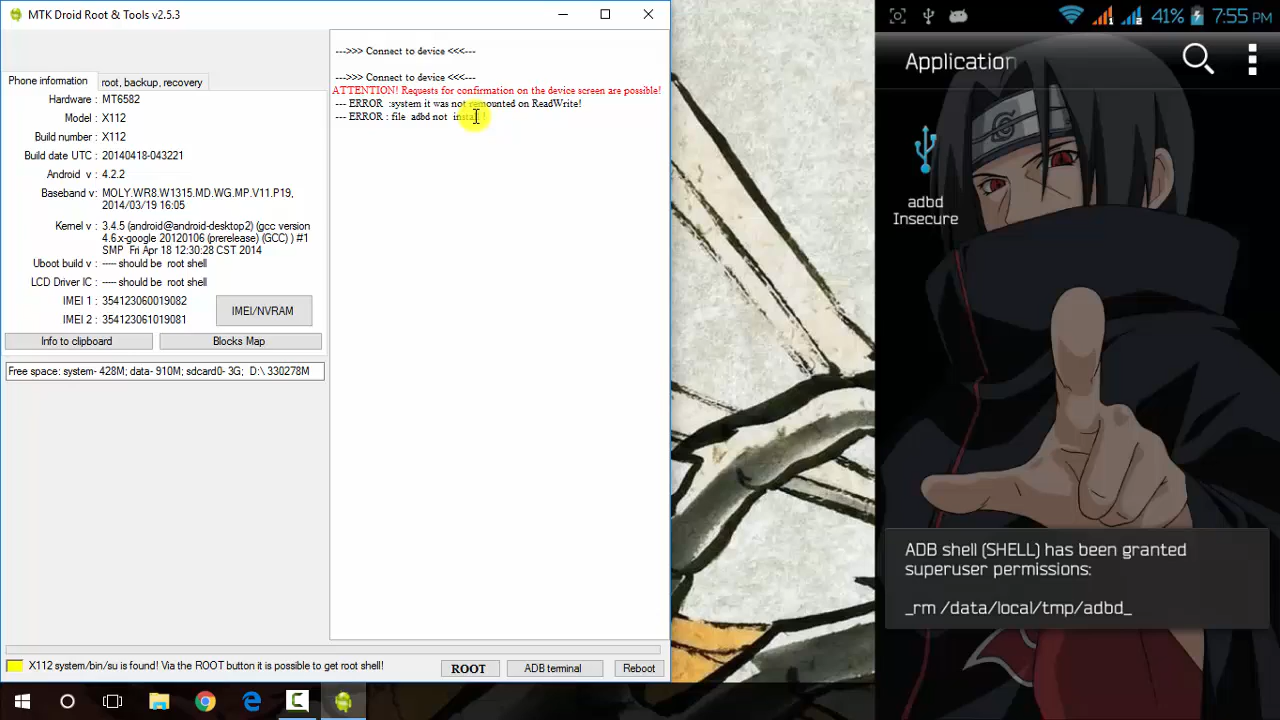 MTK Droid Root & Tools v2.5.3
Phone information
root, backup, recovery
Hardware : MT6582
Model : X112
Build number : X112
Build date UTC : 20140418-043221
Android v : 4.2.2
Baseband v: MOLY.WR8.W1315.MD.WG.MP.V11.P19,
2014/03/19 16:05
Kernel v : 3.4.5 (android@android-desktop2) (gcc version
4.6.x-google 20120106 (prerelease) (GCC) ) #1
SMP Fri Apr 18 12:30:28 CST 2014
Uboot build v : ---- should be root shell
LCD Driver IC : ---- should be root shell
IMEI 1 : 354123060019082
IMEI 2 : 354123061019081
IMEI/NVRAM
Info to clipboard
Blocks Map
Free space: system- 428M; data- 910M; sdcard0- 3G; D:\ 330278M
--->>> Connect to device <<<---
--->>> Connect to device <<<---
ATTENTION! Requests for confirmation on the device screen are possible!
--- ERROR :system it was not remounted on ReadWrite!
--- ERROR : file adbd not
X112 system/bin/su is found! Via the ROOT button it is possible to get root shell!
ROOT
ADB terminal
Reboot
41% 7:55 PM
Application
adbd
Insecure
ADB shell (SHELL) has been granted
superuser permissions:
_rm /data/local/tmp/adbd_